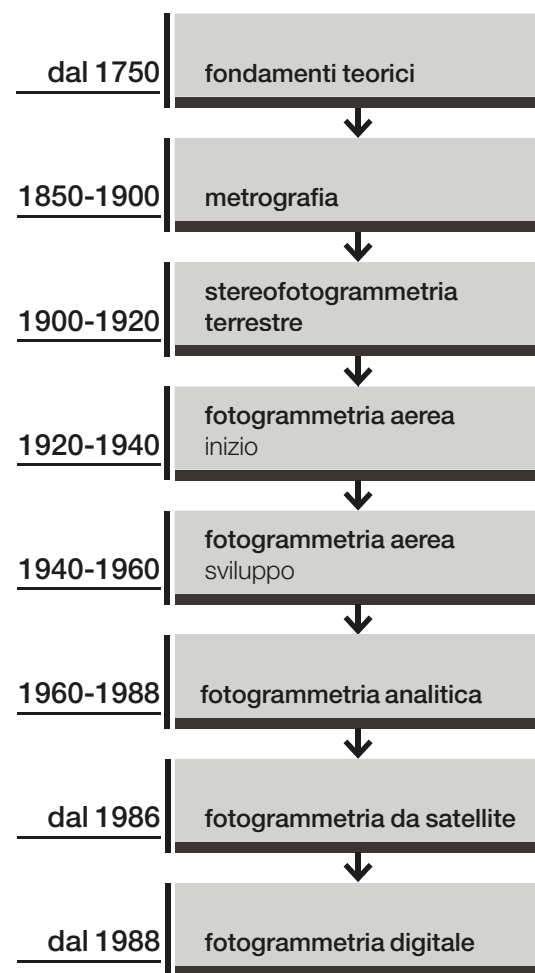 dal 1750
fondamenti teorici
1850-1900
metrografia
1900-1920
stereofotogrammetria
terrestre
1920-1940
fotogrammetria aerea
inizio
1940-1960
fotogrammetria aerea
sviluppo
1960-1988
fotogrammetria analitica
dal 1986
fotogrammetria da satellite
dal 1988
fotogrammetria digitale